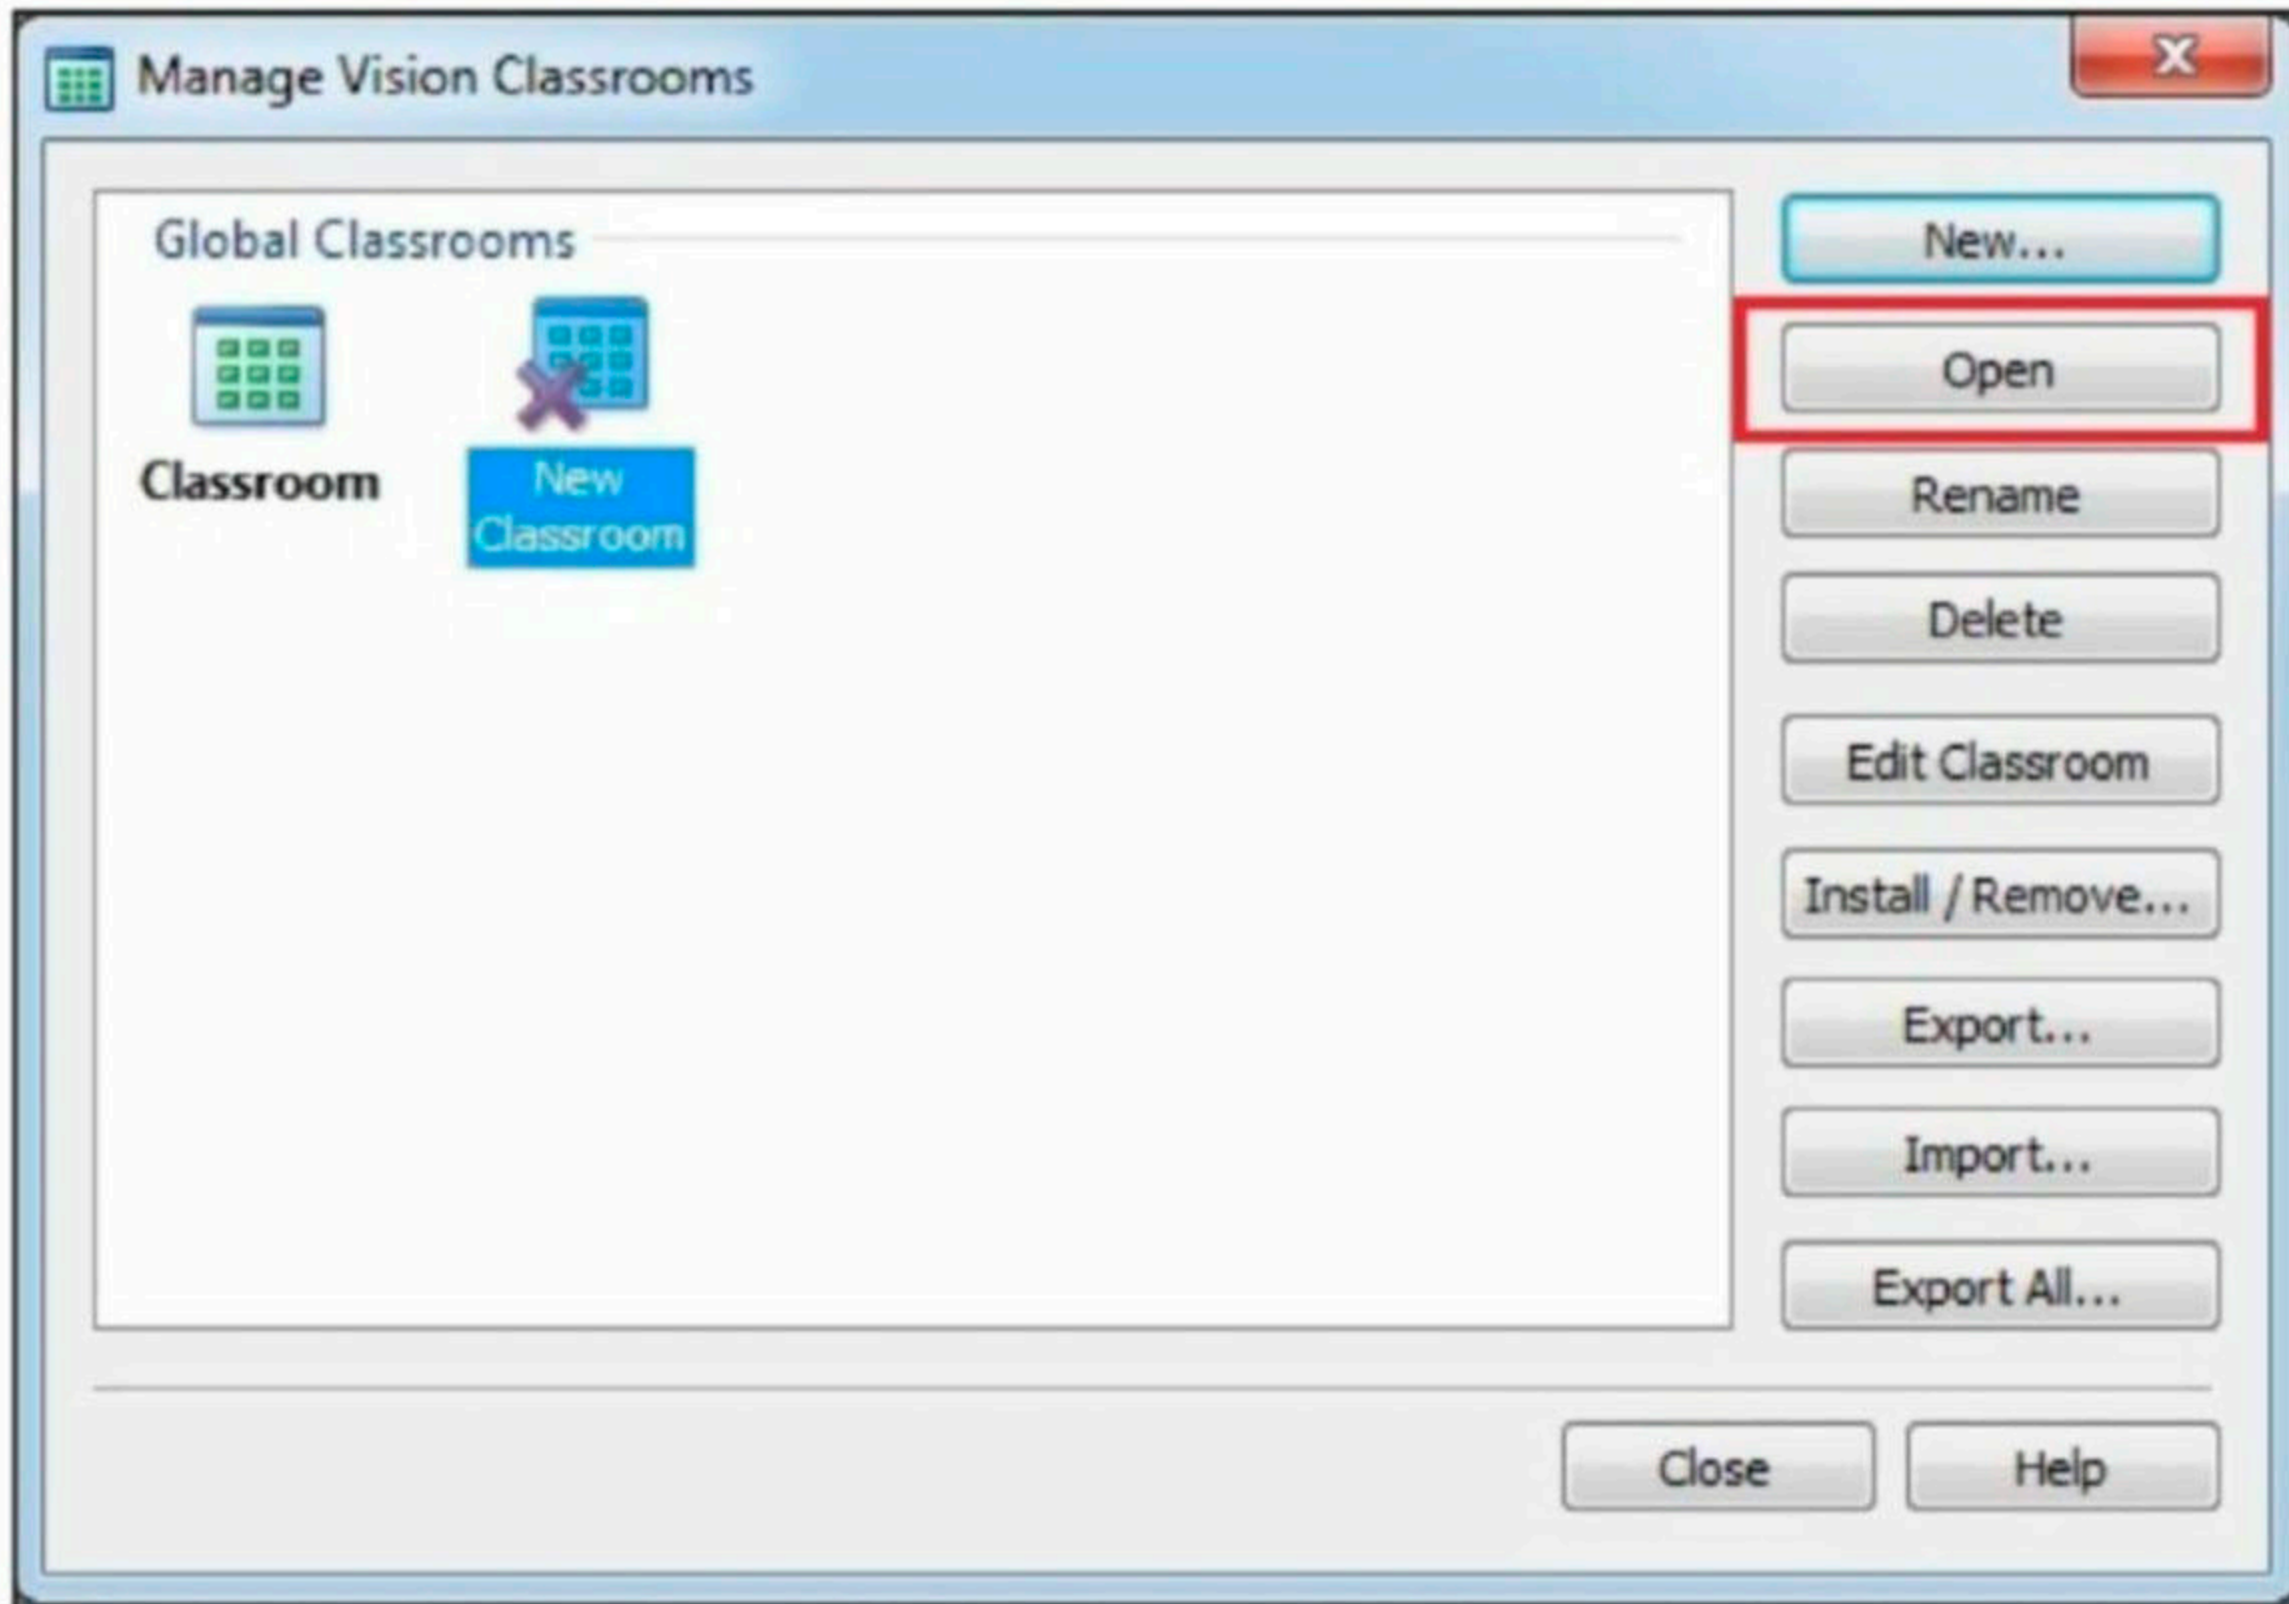 Manage Vision Classrooms
Global Classrooms
Classroom
New
Classroom
New...
Open
Rename
Delete
Edit Classroom
Install / Remove...
Export...
Import...
Export All...
Close
Help